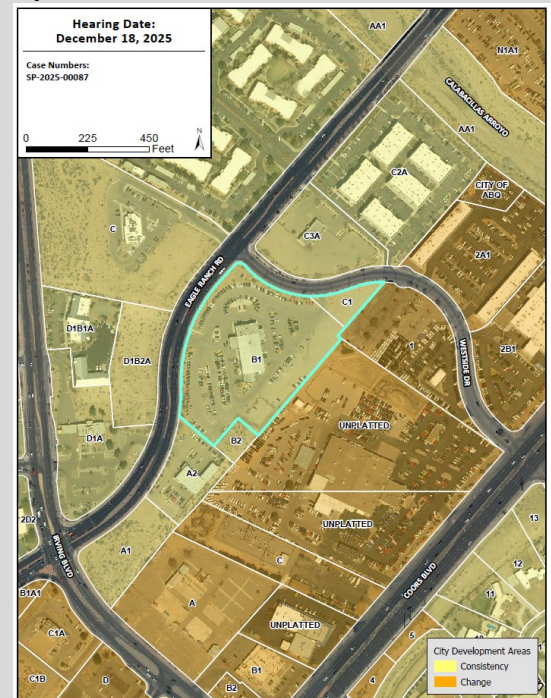 Hearing Date:
December 18, 2025
Case Numbers:
SP-2025-00087
0 225 450
Feet
N
AA1
N1A1
CALABACILLAS ARROYO
AA1
C2A
CITY OF
ABQ
C
C3A
2A1
EAGLE RANCH RD
C1
D1B1A
D1B2A
B1
1
2B1
WESTSIDE DR
UNPLATTED
D1A
B2
A2
2D2
UNPLATTED
13
IRVING BLVD
A1
C
12
COORS BLVD
11
B1A1
A
10
C1A
UNPLATTED
5
City Development Areas
Consistency
Change
C1B
D
B1
B2
4